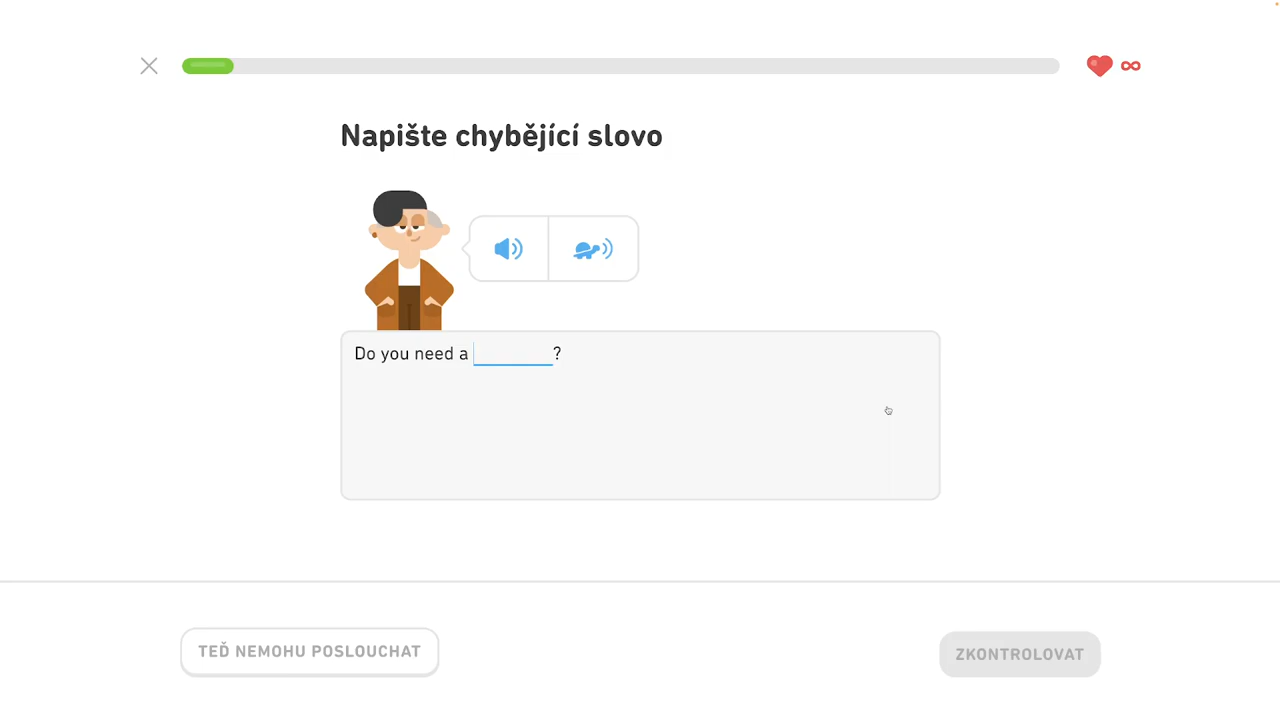 Napište chybějící slovo
Do you need a ?
TEĎ NEMOHU POSLOUCHAT
ZKONTROLOVAT